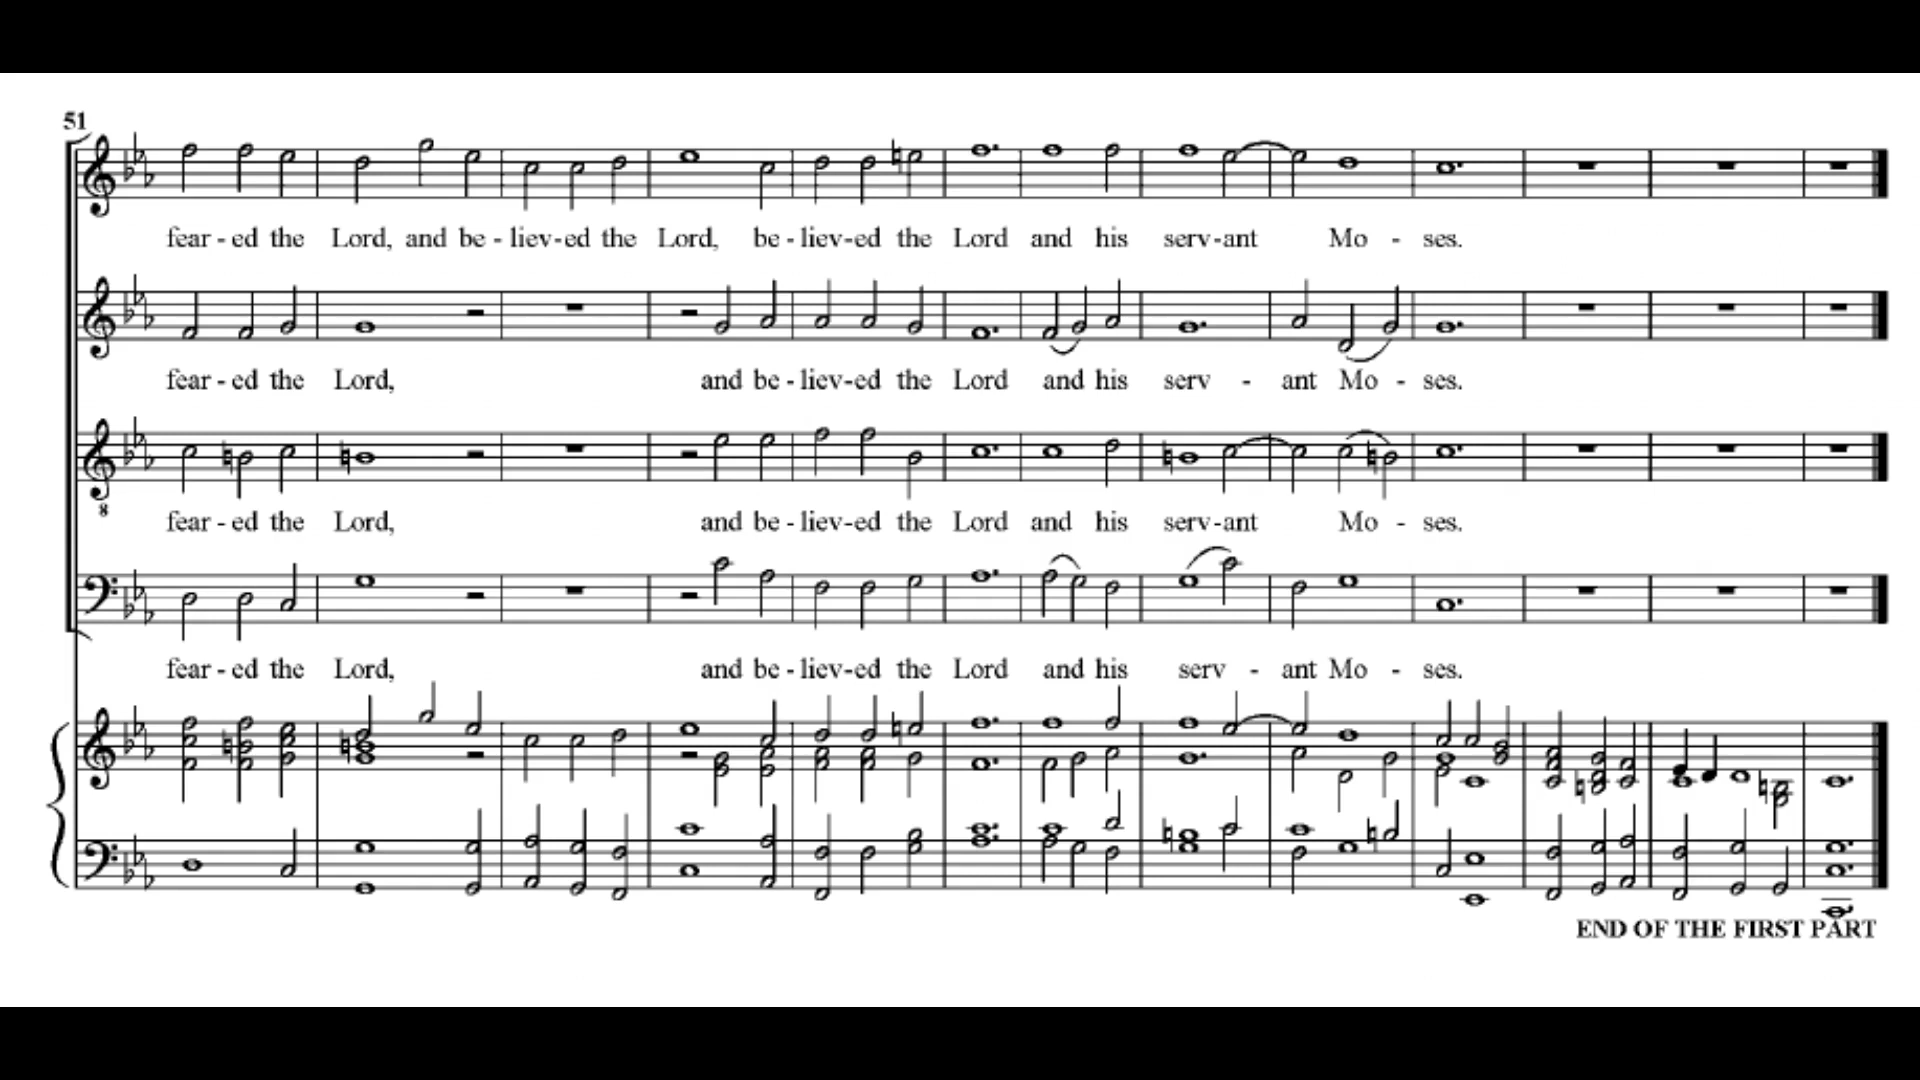 51
fear - ed the Lord, and be - liev - ed the Lord, be - liev - ed the Lord and his serv - ant Mo - ses.
fear - ed the Lord, and be - liev - ed the Lord and his serv - ant Mo - ses.
8
fear - ed the Lord, and be - liev - ed the Lord and his serv - ant Mo - ses.
fear - ed the Lord, and be - liev - ed the Lord and his serv - ant Mo - ses.
END OF THE FIRST PART